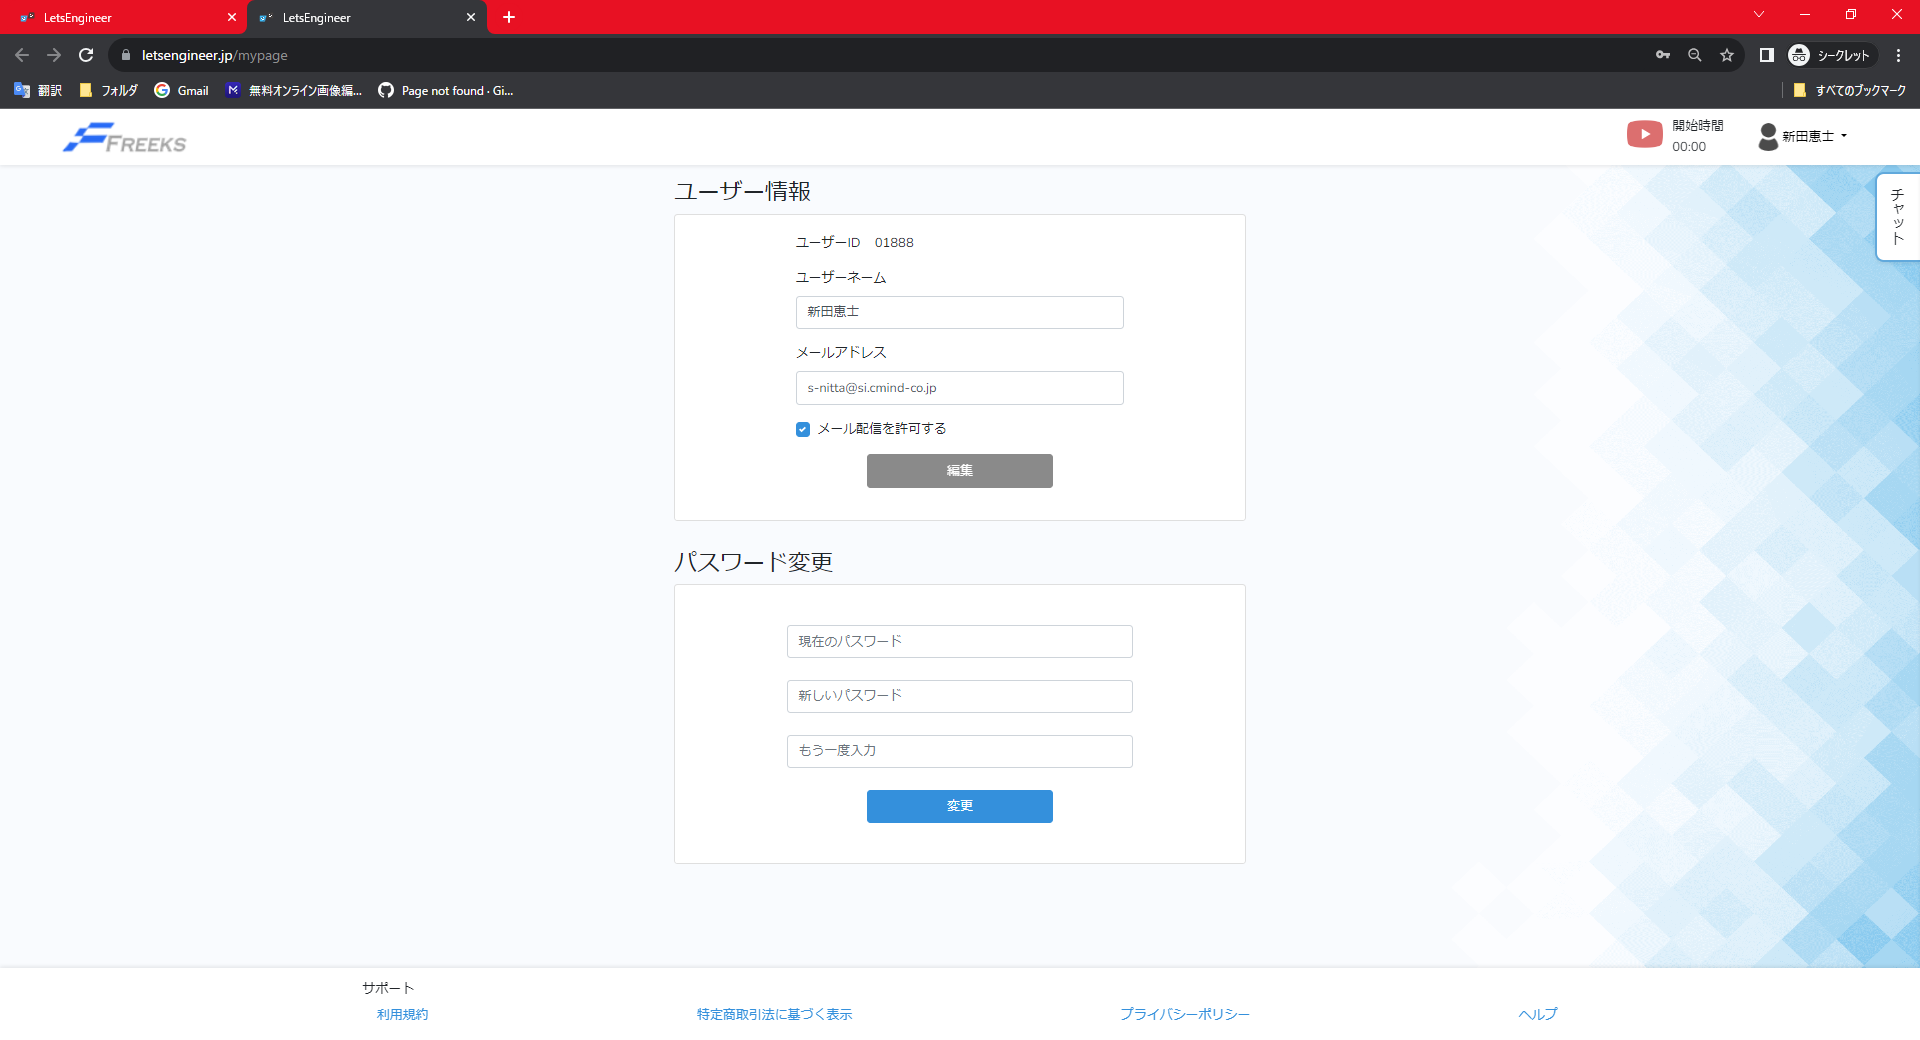 LetsEngineer
LetsEngineer
letsengineer.jp/mypage
シークレット
翻訳
フォルダ
Gmail
無料オンライン画像編...
Page not found · Gi...
すべてのブックマーク
FREEKS
開始時間
00:00
新田恵士
チャット
ユーザー情報
ユーザーID 01888
ユーザーネーム
新田恵士
メールアドレス
s-nitta@si.cmind-co.jp
メール配信を許可する
編集
パスワード変更
現在のパスワード
新しいパスワード
もう一度入力
変更
サポート
利用規約
特定商取引法に基づく表示
プライバシーポリシー
ヘルプ